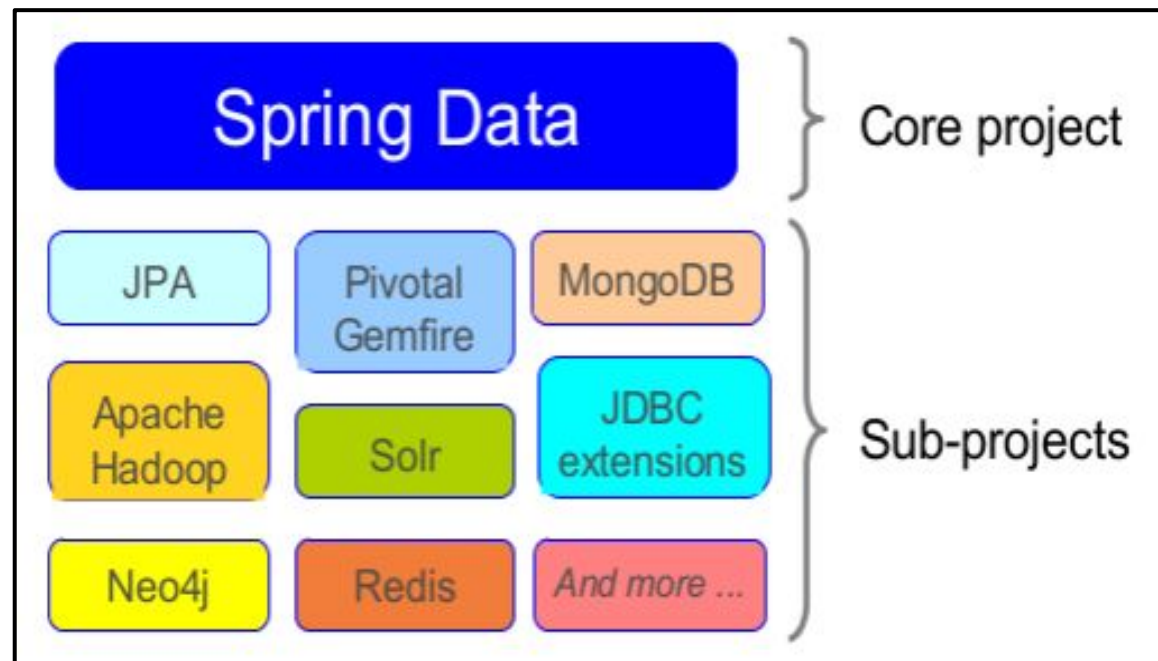 Spring Data
Core project
JPA
Pivotal
Gemfire
MongoDB
Apache
Hadoop
Solr
JDBC
extensions
Sub-projects
Neo4j
Redis
And more ...